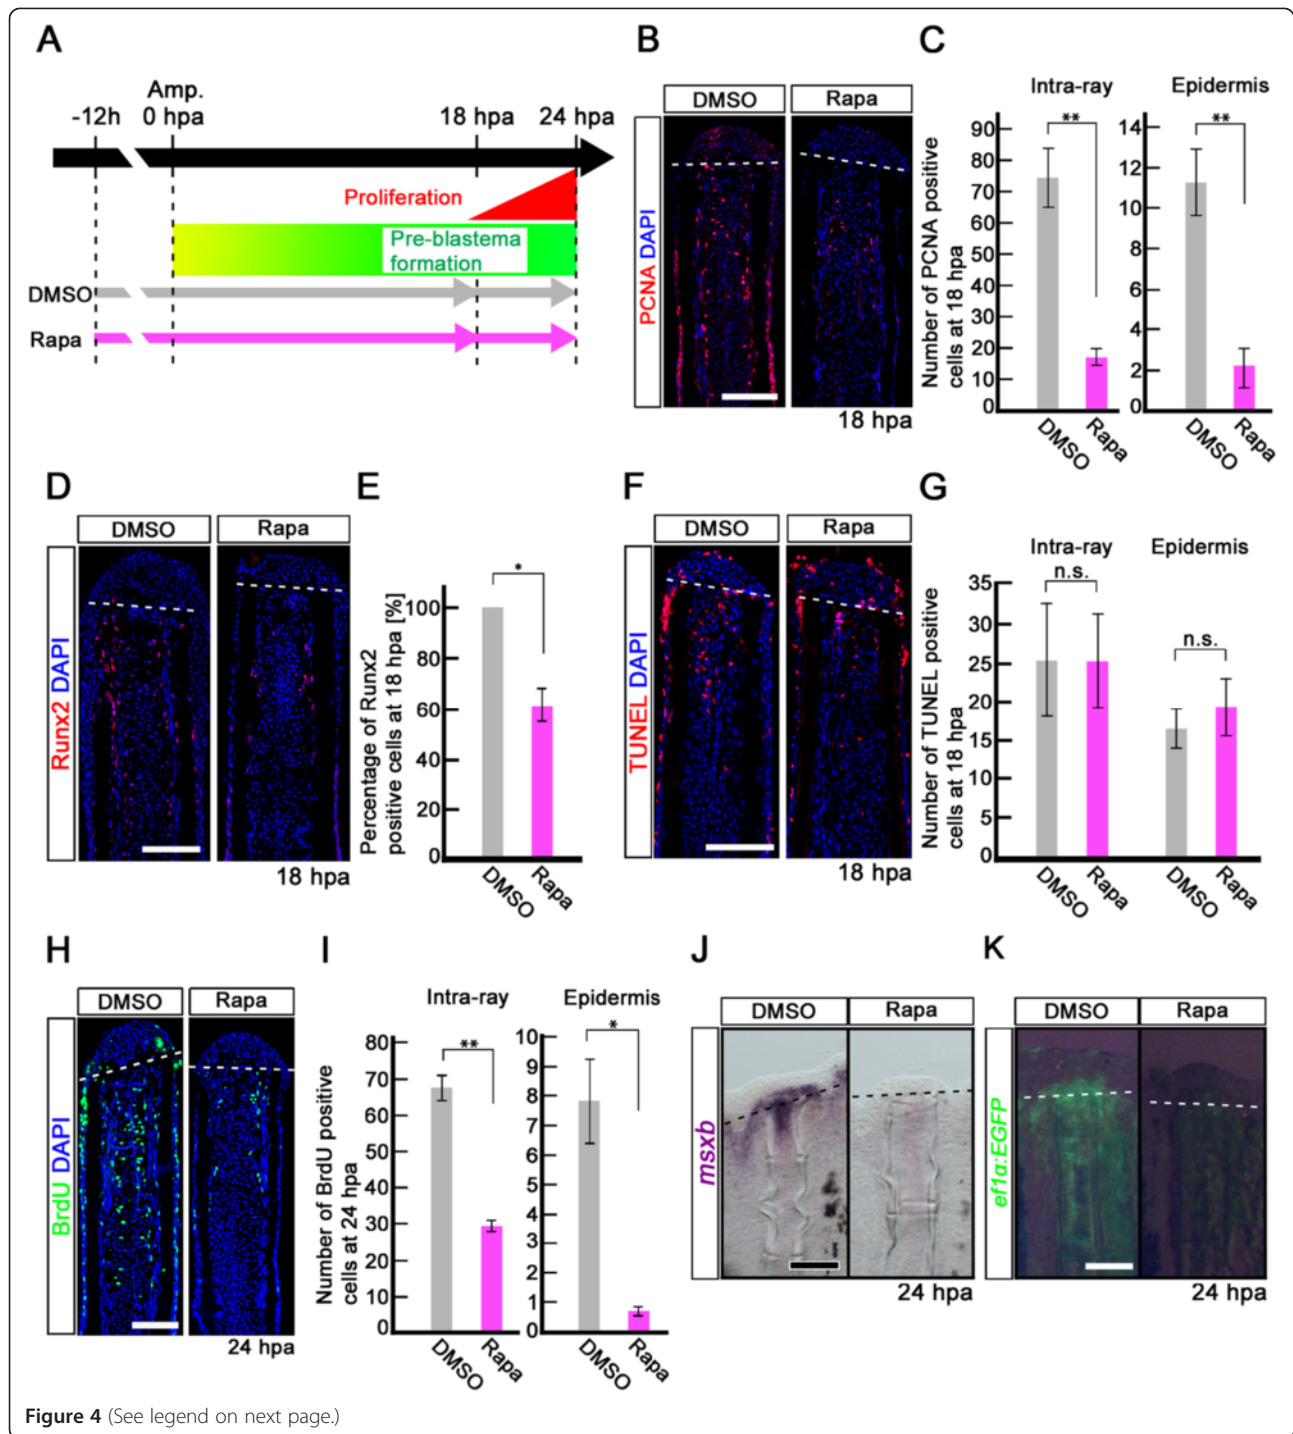 A
Amp.
-12h 0 hpa 18 hpa 24 hpa
Proliferation
Pre-blastema
formation
DMSO
Rapa
B
DMSO Rapa
PCNA DAPI
18 hpa
C
Intra-ray Epidermis
Number of PCNA positive
cells at 18 hpa
90
80
70
60
50
40
30
20
10
0
**
DMSO Rapa
14
12
10
8
6
4
2
0
**
DMSO Rapa
D
DMSO Rapa
Runx2 DAPI
18 hpa
E
Percentage of Runx2
positive cells at 18 hpa [%]
100
80
60
40
20
0
*
DMSO Rapa
F
DMSO Rapa
TUNEL DAPI
18 hpa
G
Intra-ray Epidermis
Number of TUNEL positive
cells at 18 hpa
35
30
25
20
15
10
5
0
n.s. n.s.
DMSO Rapa DMSO Rapa
H
DMSO Rapa
BrdU DAPI
24 hpa
I
Intra-ray Epidermis
Number of BrdU positive
cells at 24 hpa
80
70
60
50
40
30
20
10
0
**
DMSO Rapa
10
9
8
7
6
5
4
3
2
1
0
*
DMSO Rapa
J
DMSO Rapa
msxb
24 hpa
K
DMSO Rapa
ef1α:EGFP
24 hpa
Figure 4 (See legend on next page.)